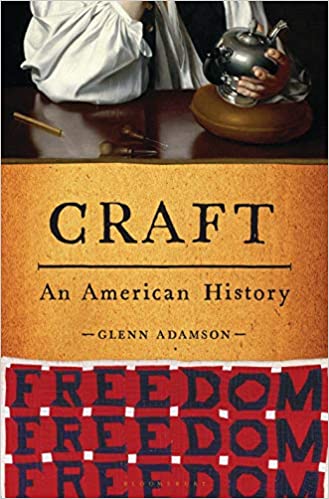 CRAFT
An American History
—GLENN ADAMSON—
FREEDOM
FREEDOM
FREEDOM
BLOOMSBURY